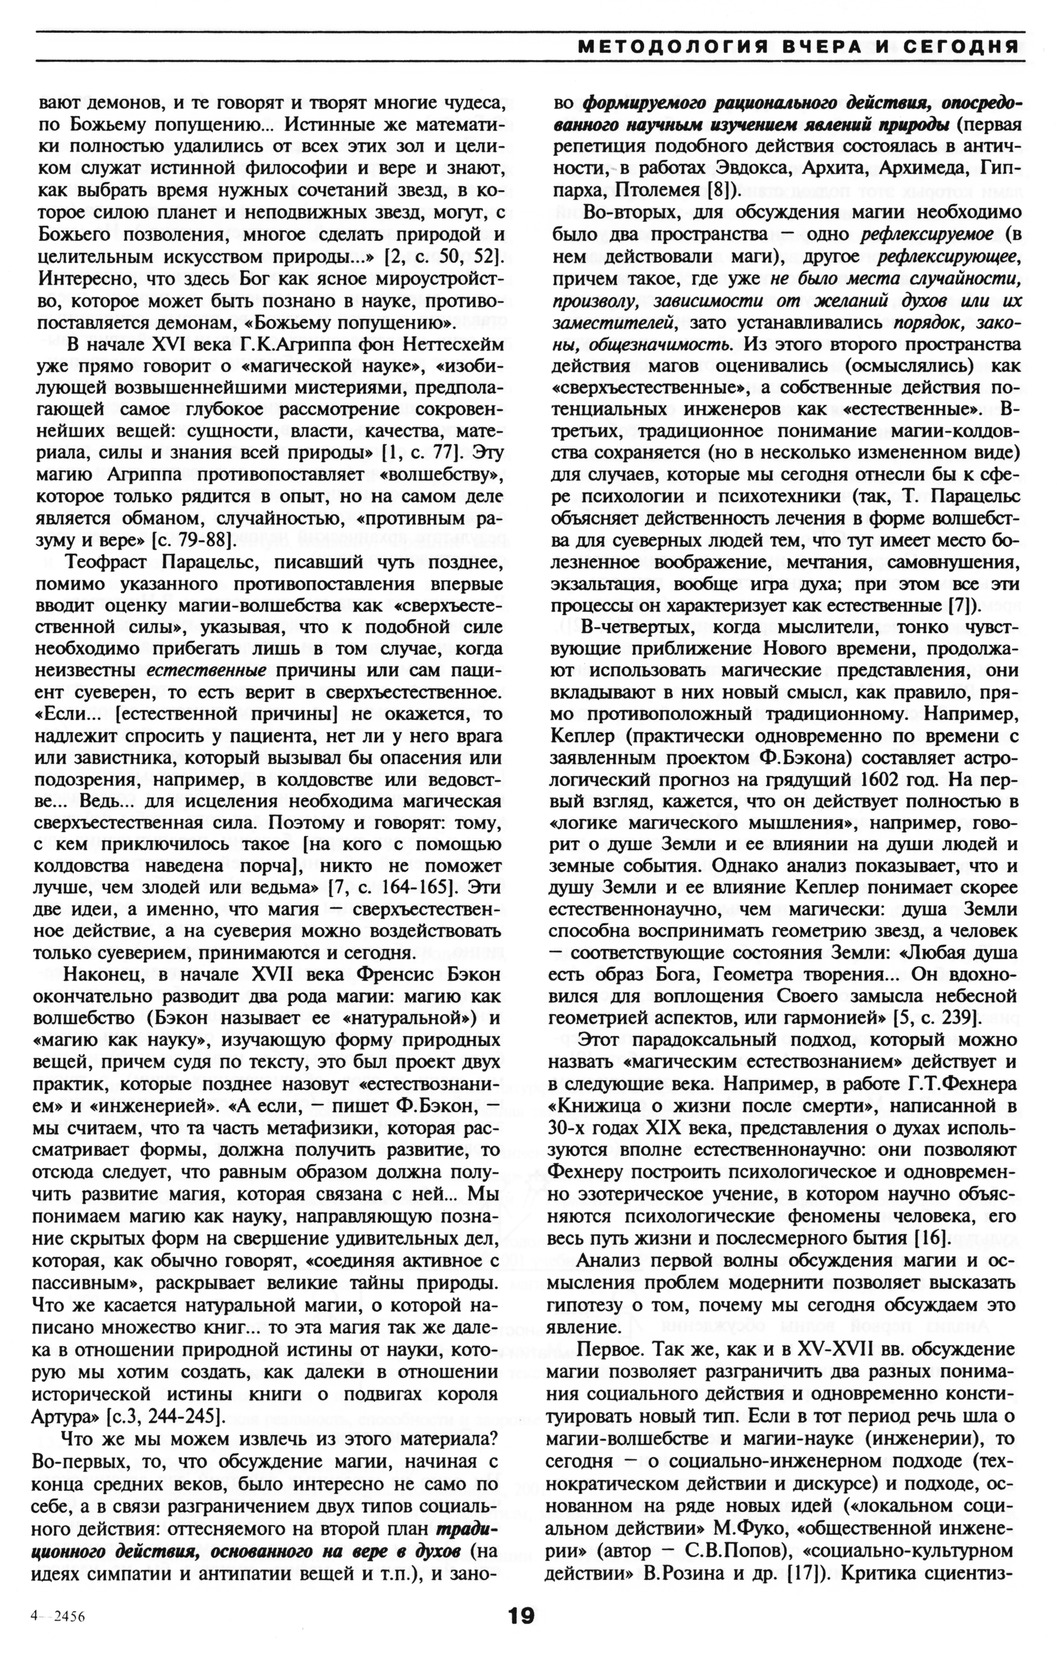 МЕТОДОЛОГИЯ ВЧЕРА И СЕГОДНЯ
вают демонов, и те говорят и творят многие чудеса,
по Божьему попущению... Истинные же математи-
ки полностью удалились от всех этих зол и цели-
ком служат истинной философии и вере и знают,
как выбрать время нужных сочетаний звезд, в ко-
торое силою планет и неподвижных звезд, могут, с
Божьего позволения, многое сделать природой и
целительным искусством природы...» [2, с. 50, 52].
Интересно, что здесь Бог как ясное мироустройст-
во, которое может быть познано в науке, противо-
поставляется демонам, «Божьему попущению».
В начале XVI века Г.К.Агриппа фон Неттесхейм
уже прямо говорит о «магической науке», «изоби-
лующей возвышеннейшими мистериями, предпола-
гающей самое глубокое рассмотрение сокровен-
нейших вещей: сущности, власти, качества, мате-
риала, силы и знания всей природы» [1, с. 77]. Эту
магию Агриппа противопоставляет «волшебству»,
которое только рядится в опыт, но на самом деле
является обманом, случайностью, «противным ра-
зуму и вере» [с. 79-88].
Теофраст Парацельс, писавший чуть позднее,
помимо указанного противопоставления впервые
вводит оценку магии-волшебства как «сверхъесте-
ственной силы», указывая, что к подобной силе
необходимо прибегать лишь в том случае, когда
неизвестны естественные причины или сам паци-
ент суеверен, то есть верит в сверхъестественное.
«Если... [естественной причины] не окажется, то
надлежит спросить у пациента, нет ли у него врага
или завистника, который вызывал бы опасения или
подозрения, например, в колдовстве или ведовст-
ве... Ведь... для исцеления необходима магическая
сверхъестественная сила. Поэтому и говорят: тому,
с кем приключилось такое [на кого с помощью
колдовства наведена порча], никто не поможет
лучше, чем злодей или ведьма» [7, с. 164-165]. Эти
две идеи, а именно, что магия — сверхъестествен-
ное действие, а на суеверия можно воздействовать
только суеверием, принимаются и сегодня.
Наконец, в начале XVII века Френсис Бэкон
окончательно разводит два рода магии: магию как
волшебство (Бэкон называет ее «натуральной») и
«магию как науку», изучающую форму природных
вещей, причем судя по тексту, это был проект двух
практик, которые позднее назовут «естествознани-
ем» и «инженерией». «А если, — пишет Ф.Бэкон, —
мы считаем, что та часть метафизики, которая рас-
сматривает формы, должна получить развитие, то
отсюда следует, что равным образом должна полу-
чить развитие магия, которая связана с ней... Мы
понимаем магию как науку, направляющую позна-
ние скрытых форм на свершение удивительных дел,
которая, как обычно говорят, «соединяя активное с
пассивным», раскрывает великие тайны природы.
Что же касается натуральной магии, о которой на-
писано множество книг... то эта магия так же дале-
ка в отношении природной истины от науки, кото-
рую мы хотим создать, как далеки в отношении
исторической истины книги о подвигах короля
Артура» [с.3, 244-245].
Что же мы можем извлечь из этого материала?
Во-первых, то, что обсуждение магии, начиная с
конца средних веков, было интересно не само по
себе, а в связи разграничением двух типов социаль-
ного действия: оттесняемого на второй план тради-
ционного действия, основанного на вере в духов (на
идеях симпатии и антипатии вещей и т.п.), и зано-
во формируемого рационального действия, опосредо-
ванного научным изучением явлений природы (первая
репетиция подобного действия состоялась в антич-
ности, в работах Эвдокса, Архита, Архимеда, Гип-
парха, Птолемея [8]).
Во-вторых, для обсуждения магии необходимо
было два пространства — одно рефлексируемое (в
нем действовали маги), другое рефлексирующее,
причем такое, где уже не было места случайности,
произволу, зависимости от желаний духов или их
заместителей, зато устанавливались порядок, зако-
ны, общезначимость. Из этого второго пространства
действия магов оценивались (осмыслялись) как
«сверхъестественные», а собственные действия по-
тенциальных инженеров как «естественные». В-
третьих, традиционное понимание магии-колдов-
ства сохраняется (но в несколько измененном виде)
для случаев, которые мы сегодня отнесли бы к сфе-
ре психологии и психотехники (так, Т. Парацельс
объясняет действенность лечения в форме волшебст-
ва для суеверных людей тем, что тут имеет место бо-
лезненное воображение, мечтания, самовнушения,
экзальтация, вообще игра духа; при этом все эти
процессы он характеризует как естественные [7]).
В-четвертых, когда мыслители, тонко чувст-
вующие приближение Нового времени, продолжа-
ют использовать магические представления, они
вкладывают в них новый смысл, как правило, пря-
мо противоположный традиционному. Например,
Кеплер (практически одновременно по времени с
заявленным проектом Ф.Бэкона) составляет астро-
логический прогноз на грядущий 1602 год. На пер-
вый взгляд, кажется, что он действует полностью в
«логике магического мышления», например, гово-
рит о душе Земли и ее влиянии на души людей и
земные события. Однако анализ показывает, что и
душу Земли и ее влияние Кеплер понимает скорее
естественнонаучно, чем магически: душа Земли
способна воспринимать геометрию звезд, а человек
— соответствующие состояния Земли: «Любая душа
есть образ Бога, Геометра творения... Он вдохно-
вился для воплощения Своего замысла небесной
геометрией аспектов, или гармонией» [5, с. 239].
Этот парадоксальный подход, который можно
назвать «магическим естествознанием» действует и
в следующие века. Например, в работе Г.Т.Фехнера
«Книжица о жизни после смерти», написанной в
30-х годах XIX века, представления о духах исполь-
зуются вполне естественнонаучно: они позволяют
Фехнеру построить психологическое и одновремен-
но эзотерическое учение, в котором научно объяс-
няются психологические феномены человека, его
весь путь жизни и послесмертного бытия [16].
Анализ первой волны обсуждения магии и ос-
мысления проблем модернити позволяет высказать
гипотезу о том, почему мы сегодня обсуждаем это
явление.
Первое. Так же, как и в XV-XVII вв. обсуждение
магии позволяет разграничить два разных понима-
ния социального действия и одновременно консти-
туировать новый тип. Если в тот период речь шла о
магии-волшебстве и магии-науке (инженерии), то
сегодня — о социально-инженерном подходе (тех-
нократическом действии и дискурсе) и подходе, ос-
нованном на ряде новых идей («локальном соци-
альном действии» М.Фуко, «общественной инжене-
рии» (автор — С.В.Попов), «социально-культурном
действии» В.Розина и др. [17]). Критика сциентиз-
4—2456
19